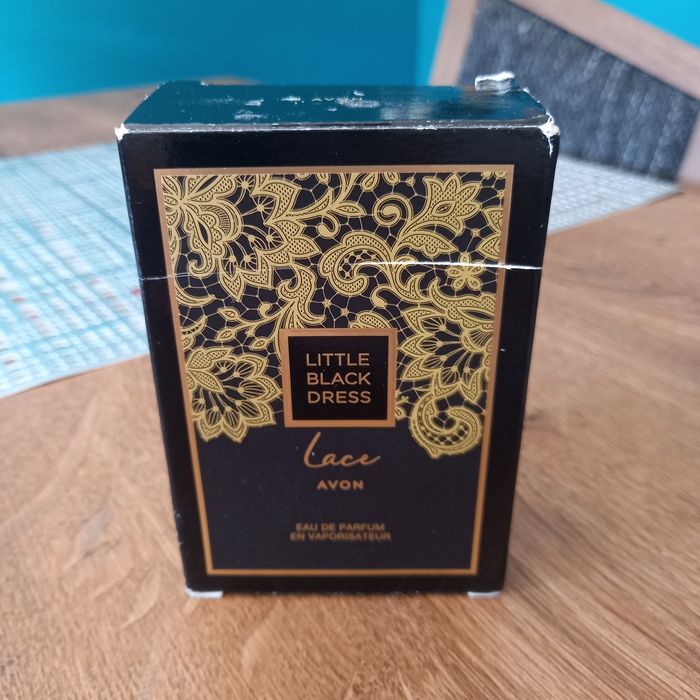 LITTLE
BLACK
DRESS
Lace
AVON
EAU DE PARFUM
EN VAPORISATEUR